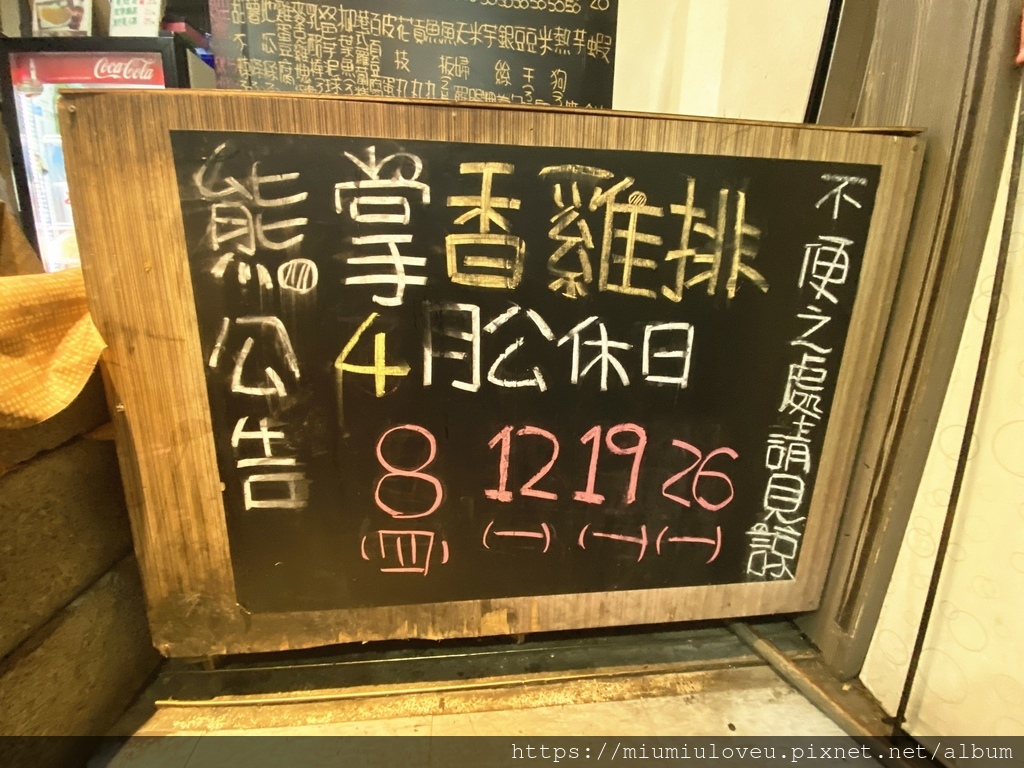 Coca-Cola
熊掌香雞排
公告
4月公休日
8 12 19 26
(四) (一) (一) (一)
不便之處請見諒
https://miumiuloveu.pixnet.net/album